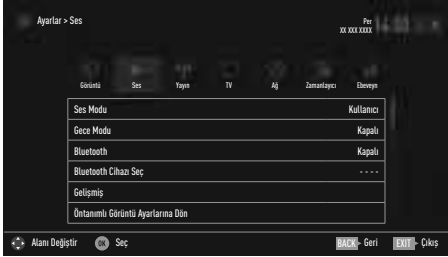 Ayarlar > Ses
Per
XX XXX XXXX
Görüntü Ses Yayın TV Ağ Zamanlayıcı Ebeveyn
Ses Modu Kullanıcı
Gece Modu Kapalı
Bluetooth Kapalı
Bluetooth Cihazı Seç - - - -
Gelişmiş
Öntanımlı Görüntü Ayarlarına Dön
Alanı Değiştir OK Seç BACK Geri EXIT Çıkış